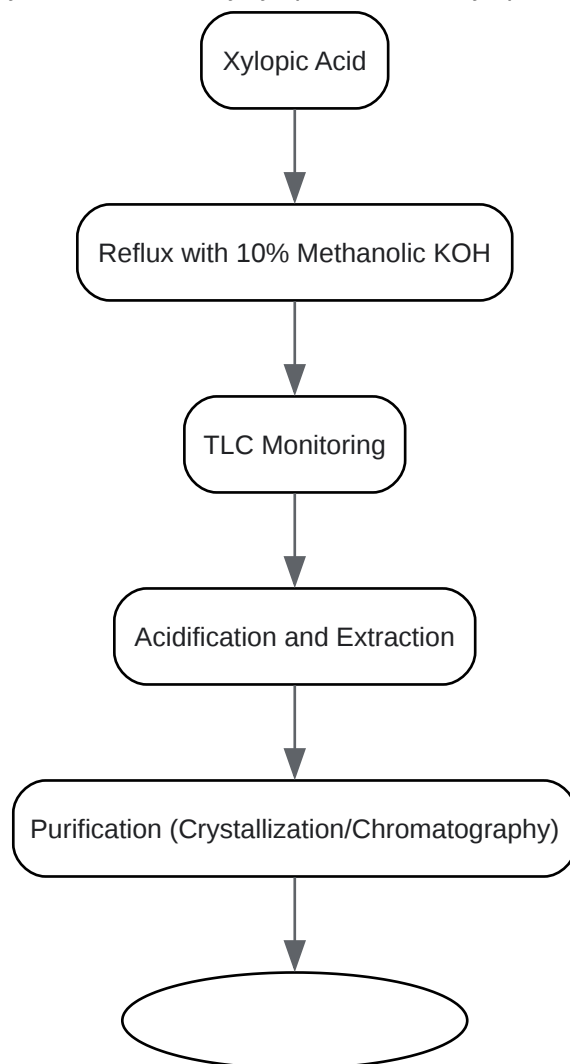 Xylopic Acid
Reflux with 10% Methanolic KOH
TLC Monitoring
Acidification and Extraction
Purification (Crystallization/Chromatography)